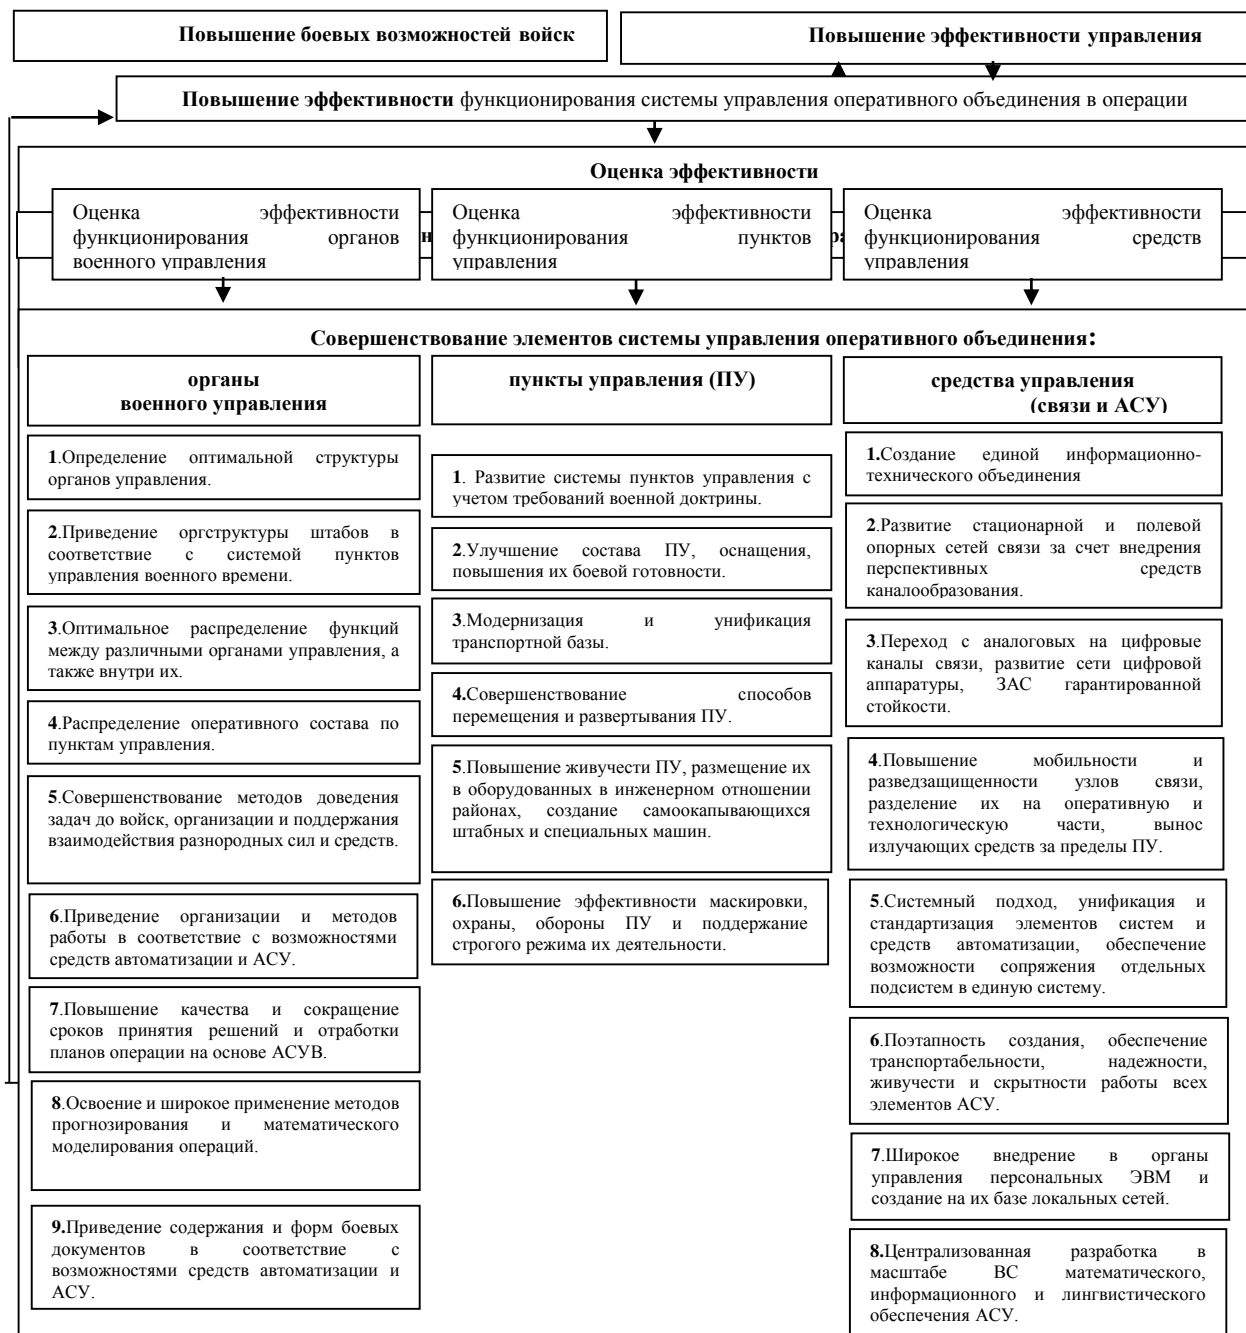 Повышение боевых возможностей войск
Повышение эффективности управления
Повышение эффективности функционирования системы управления оперативного объединения в операции
Оценка эффективности
Оценка эффективности
функционирования органов
военного управления
Оценка эффективности
функционирования пунктов
управления
Оценка эффективности
функционирования средств
управления
Совершенствование элементов системы управления оперативного объединения:
органы
военного управления
1.Определение оптимальной структуры
органов управления.
2.Приведение оргструктуры штабов в
соответствие с системой пунктов
управления военного времени.
3.Оптимальное распределение функций
между различными органами управления, а
также внутри их.
4.Распределение оперативного состава по
пунктам управления.
5.Совершенствование методов доведения
задач до войск, организации и поддержания
взаимодействия разнородных сил и средств.
6.Приведение организации и методов
работы в соответствие с возможностями
средств автоматизации и АСУ.
7.Повышение качества и сокращение
сроков принятия решений и отработки
планов операции на основе АСУВ.
8.Освоение и широкое применение методов
прогнозирования и математического
моделирования операций.
9.Приведение содержания и форм боевых
документов в соответствие с
возможностями средств автоматизации и
АСУ.
пункты управления (ПУ)
1. Развитие системы пунктов управления с
учетом требований военной доктрины.
2.Улучшение состава ПУ, оснащения,
повышения их боевой готовности.
3.Модернизация и унификация
транспортной базы.
4.Совершенствование способов
перемещения и развертывания ПУ.
5.Повышение живучести ПУ, размещение их
в оборудованных в инженерном отношении
районах, создание самоокапывающихся
штабных и специальных машин.
6.Повышение эффективности маскировки,
охраны, обороны ПУ и поддержание
строгого режима их деятельности.
средства управления
(связи и АСУ)
1.Создание единой информационно-
технического объединения
2.Развитие стационарной и полевой
опорных сетей связи за счет внедрения
перспективных средств
каналообразования.
3.Переход с аналоговых на цифровые
каналы связи, развитие сети цифровой
аппаратуры, ЗАС гарантированной
стойкости.
4.Повышение мобильности и
разведзащищенности узлов связи,
разделение их на оперативную и
технологическую части, вынос
излучающих средств за пределы ПУ.
5.Системный подход, унификация и
стандартизация элементов систем и
средств автоматизации, обеспечение
возможности сопряжения отдельных
подсистем в единую систему.
6.Поэтапность создания, обеспечение
транспортабельности, надежности,
живучести и скрытности работы всех
элементов АСУ.
7.Широкое внедрение в органы
управления персональных ЭВМ и
создание на их базе локальных сетей.
8.Централизованная разработка в
масштабе ВС математического,
информационного и лингвистического
обеспечения АСУ.